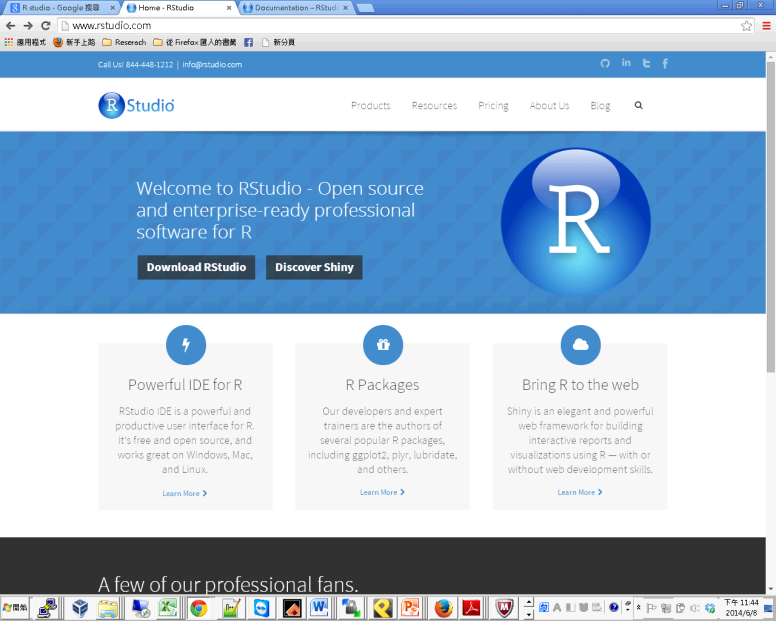 R studio - Google 搜尋
Home - RStudio
Documentation – RStudi
www.rstudio.com
應用程式
新手上路
Reserach
從 Firefox 匯入的書籤
新分頁
Call Us! 844-448-1212 | info@rstudio.com
R Studio
Products
Resources
Pricing
About Us
Blog
Welcome to RStudio - Open source
and enterprise-ready professional
software for R
Download RStudio
Discover Shiny
R
Powerful IDE for R
RStudio IDE is a powerful and
productive user interface for R.
It's free and open source, and
works great on Windows, Mac,
and Linux.
Learn More
R Packages
Our developers and expert
trainers are the authors of
several popular R packages,
including ggplot2, plyr, lubridate,
and others.
Learn More
Bring R to the web
Shiny is an elegant and powerful
web framework for building
interactive reports and
visualizations using R — with or
without web development skills.
Learn More
A few of our professional fans.
開始
下午 11:44
2014/6/8